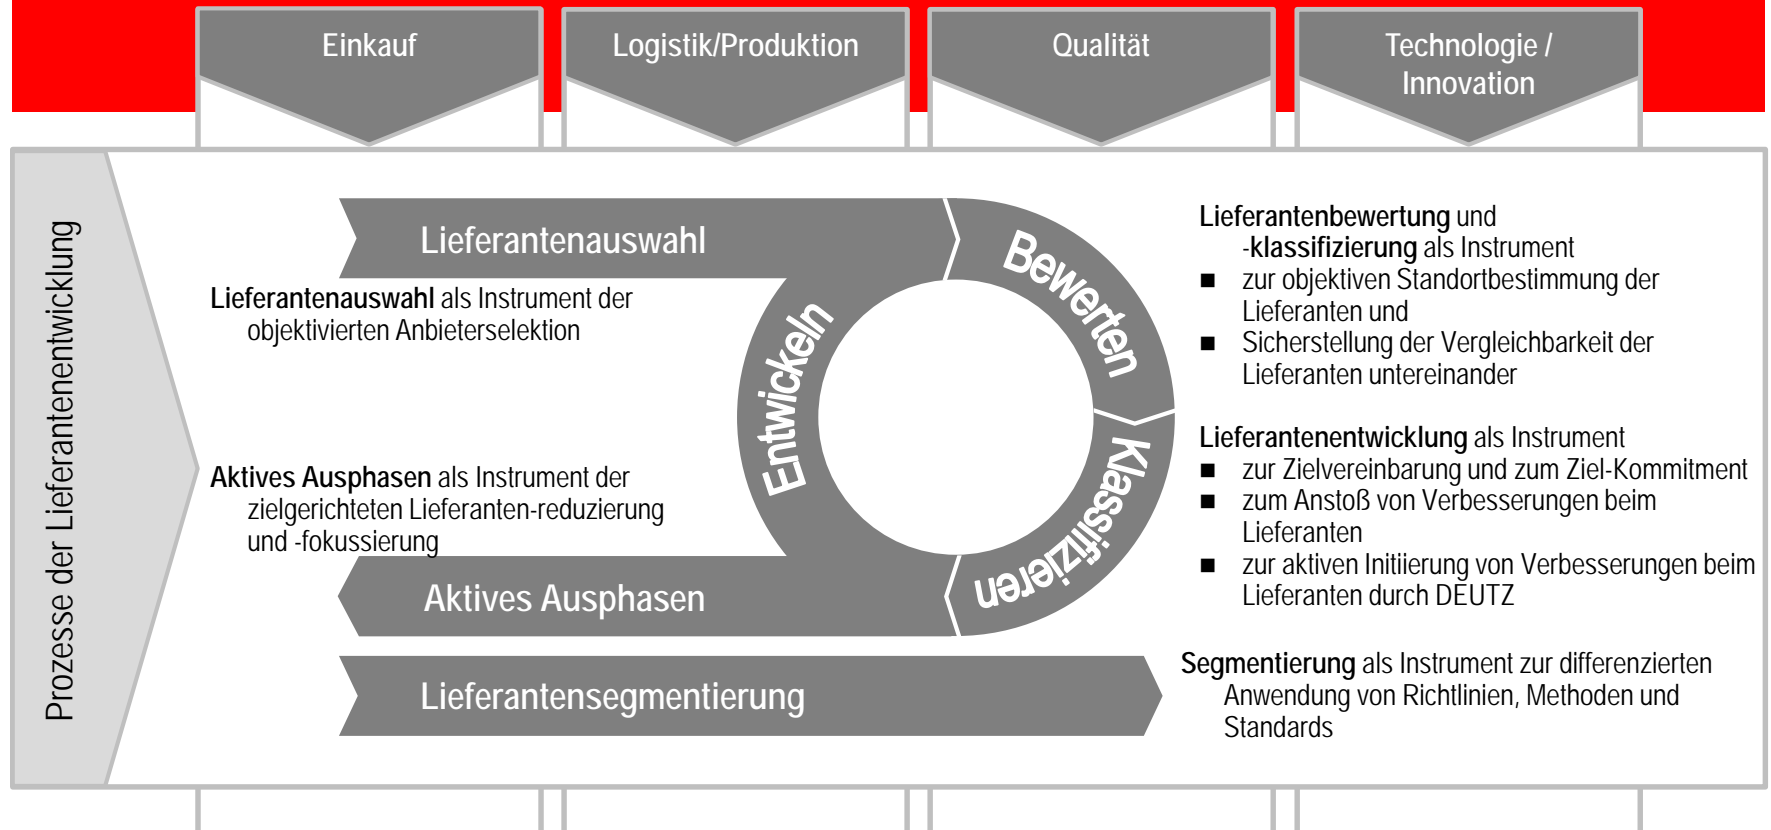 Einkauf
Logistik/Produktion
Qualität
Technologie /
Innovation
Prozesse der Lieferantenentwicklung
Lieferantenauswahl
Lieferantenauswahl als Instrument der
objektivierten Anbieterselektion
Aktives Ausphasen als Instrument der
zielgerichteten Lieferanten-reduzierung
und -fokussierung
Aktives Ausphasen
Lieferantensegmentierung
Entwickeln
Bewerten
Klassifizieren
Lieferantenbewertung und
-klassifizierung als Instrument
■ zur objektiven Standortbestimmung der
Lieferanten und
■ Sicherstellung der Vergleichbarkeit der
Lieferanten untereinander
Lieferantenentwicklung als Instrument
■ zur Zielvereinbarung und zum Ziel-Kommitment
■ zum Anstoß von Verbesserungen beim
Lieferanten
■ zur aktiven Initiierung von Verbesserungen beim
Lieferanten durch DEUTZ
Segmentierung als Instrument zur differenzierten
Anwendung von Richtlinien, Methoden und
Standards